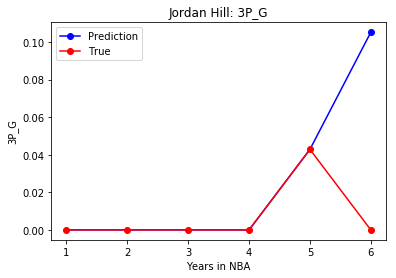 Jordan Hill: 3P_G
Prediction
True
3P_G
0.10
0.08
0.06
0.04
0.02
0.00
1 2 3 4 5 6
Years in NBA